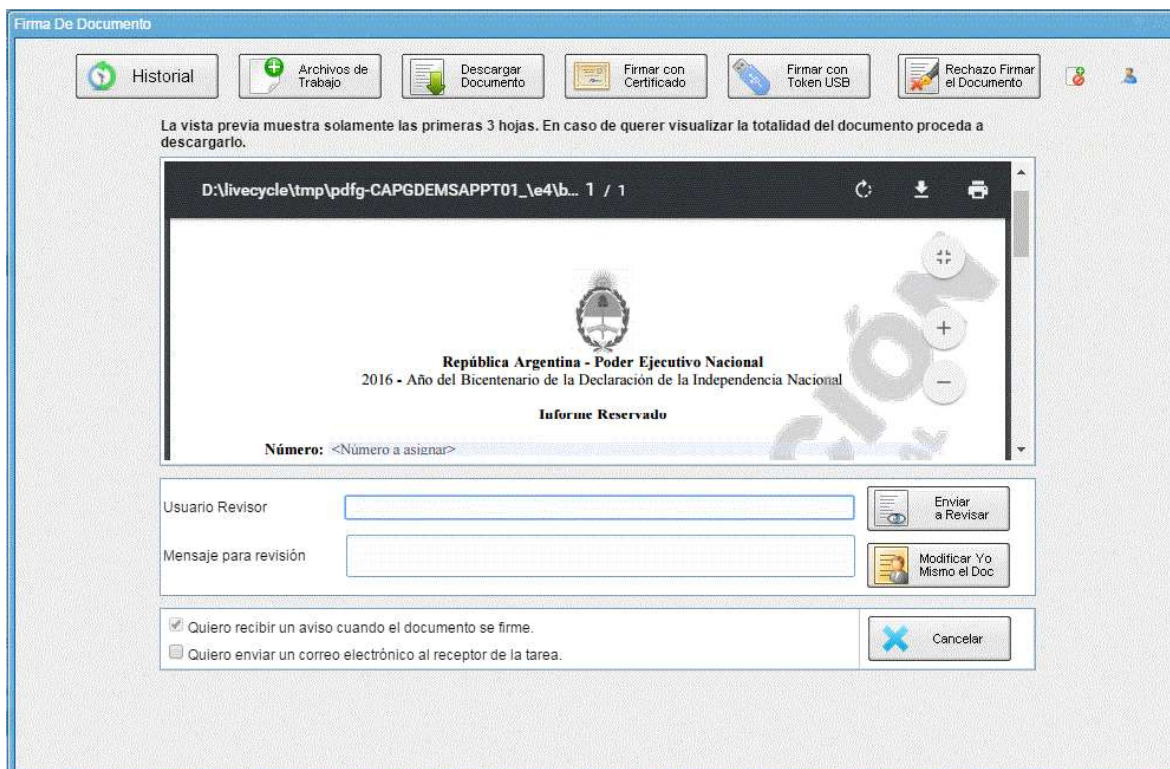 Firma De Documento
Historial
Archivos de
Trabajo
Descargar
Documento
Firmar con
Certificado
Firmar con
Token USB
Rechazo Firmar
el Documento
La vista previa muestra solamente las primeras 3 hojas. En caso de querer visualizar la totalidad del documento proceda a
descargarlo.
D:\livecycle\tmp\pdfg-CAPGDEMSAPPT01_\e4\b... 1 / 1
República Argentina - Poder Ejecutivo Nacional
2016 - Año del Bicentenario de la Declaración de la Independencia Nacional
Informe Reservado
Número: <Número a asignar>
CIÓN
Usuario Revisor
Enviar
a Revisar
Mensaje para revisión
Modificar Yo
Mismo el Doc
Quiero recibir un aviso cuando el documento se firme.
Quiero enviar un correo electrónico al receptor de la tarea.
Cancelar